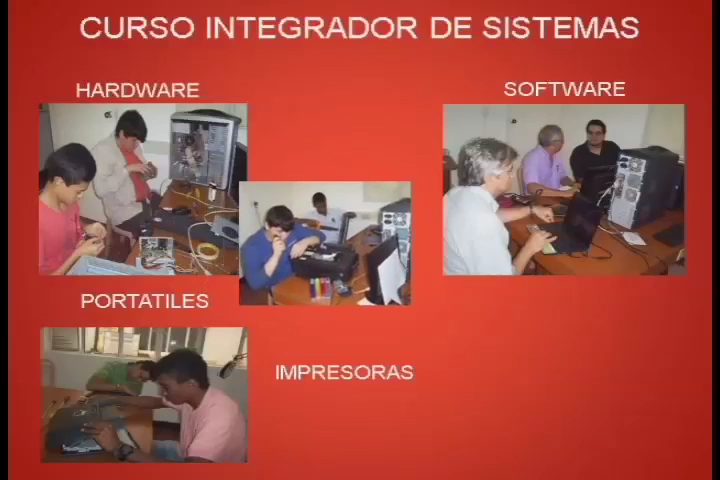 CURSO INTEGRADOR DE SISTEMAS
HARDWARE
SOFTWARE
PORTATILES
IMPRESORAS